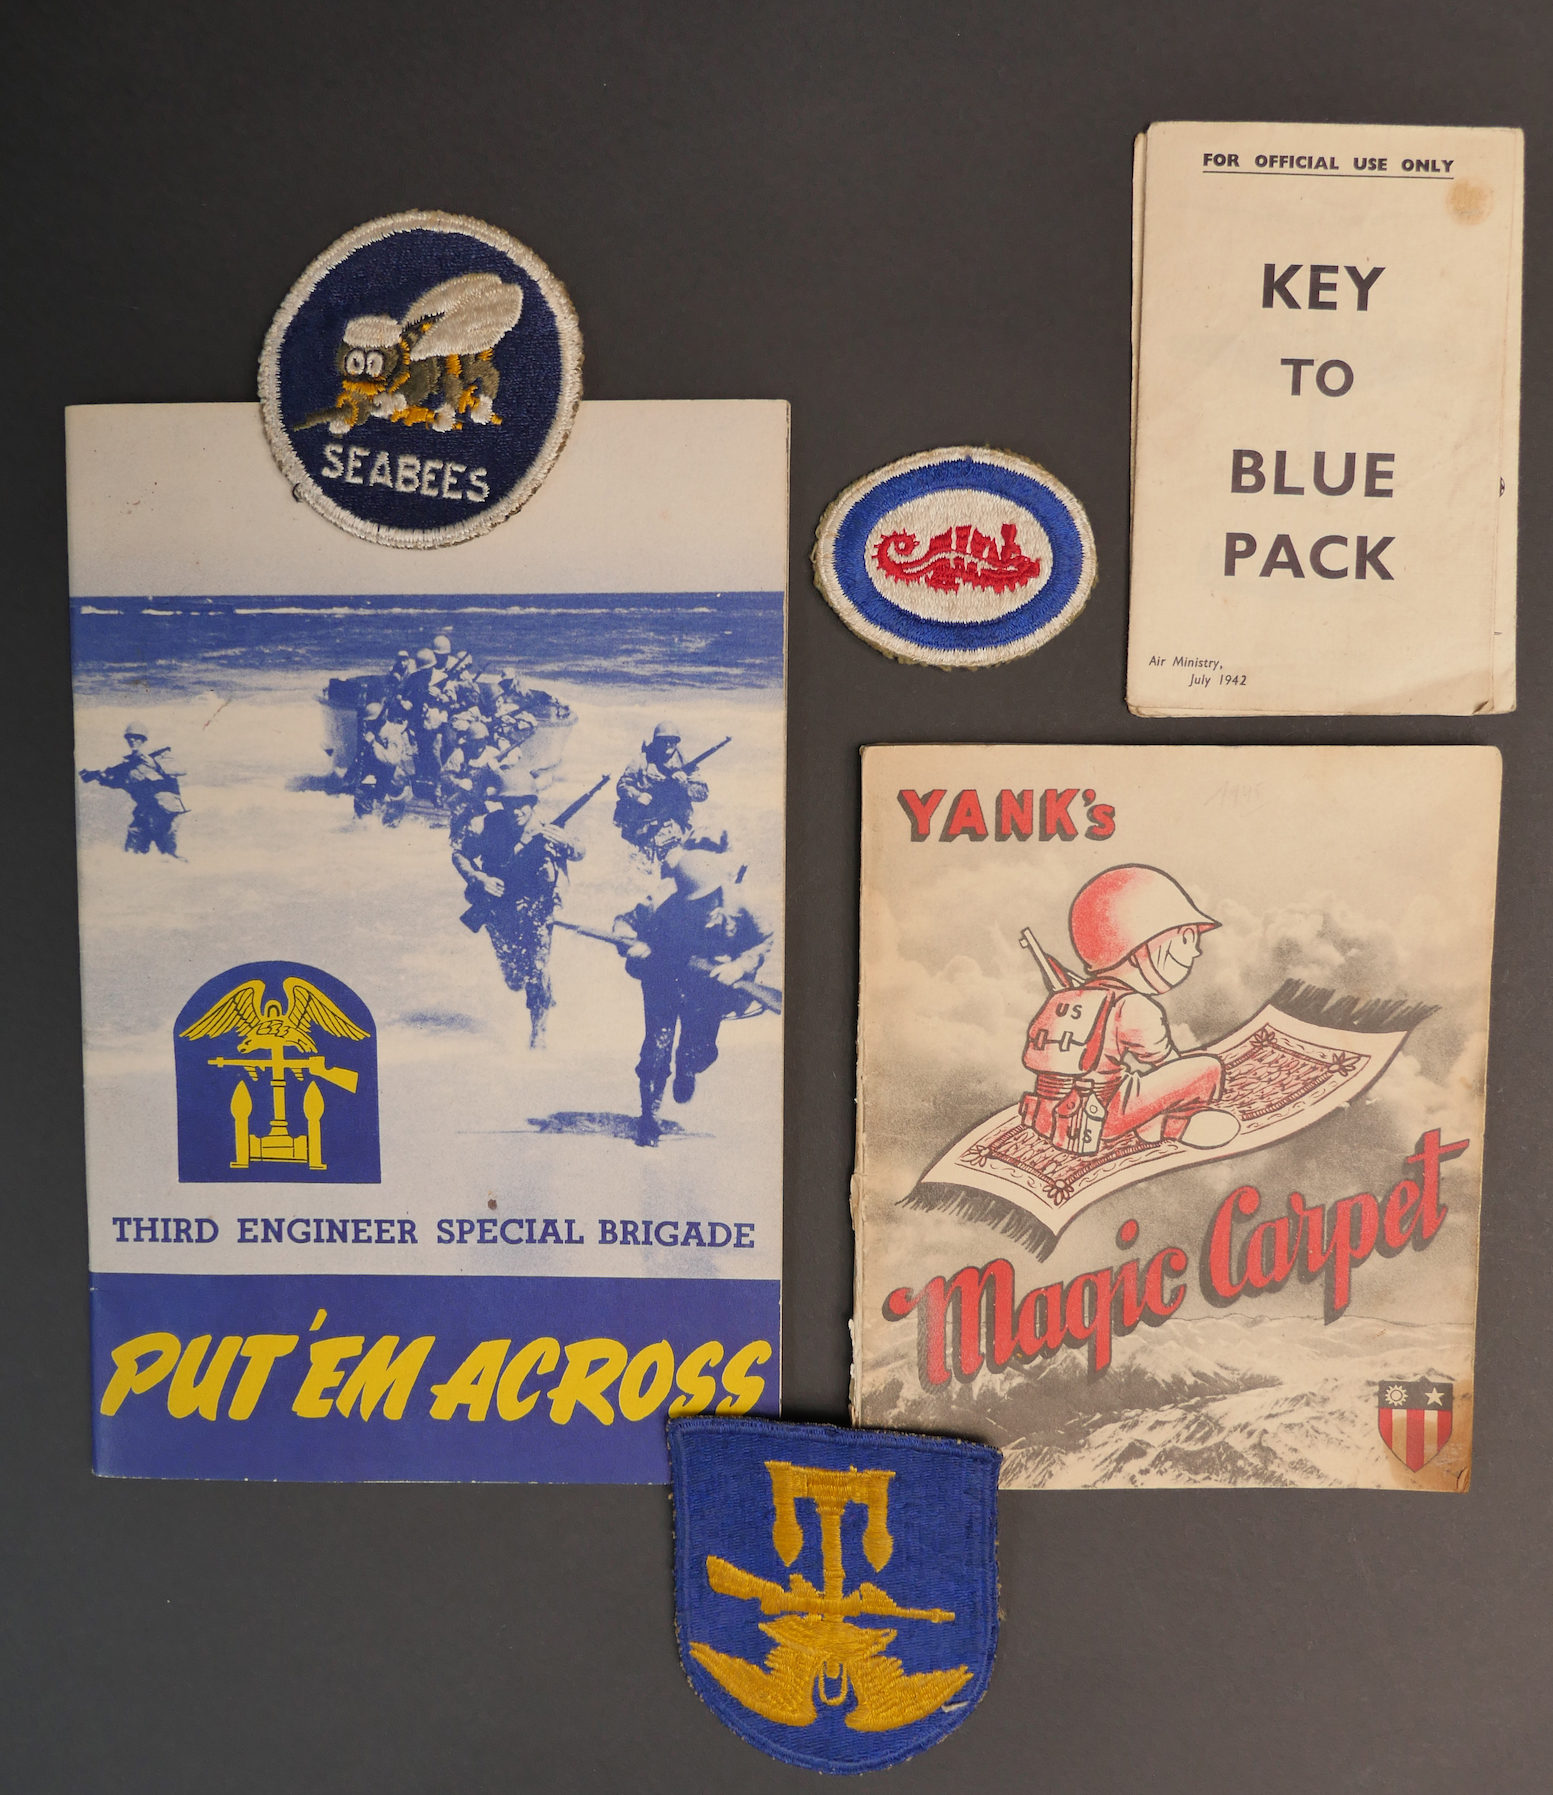 SEABEES
THIRD ENGINEER SPECIAL BRIGADE
PUT 'EM ACROSS
FOR OFFICIAL USE ONLY
KEY
TO
BLUE
PACK
Air Ministry,
July 1942
YANK's
US
US
Magic Carpet